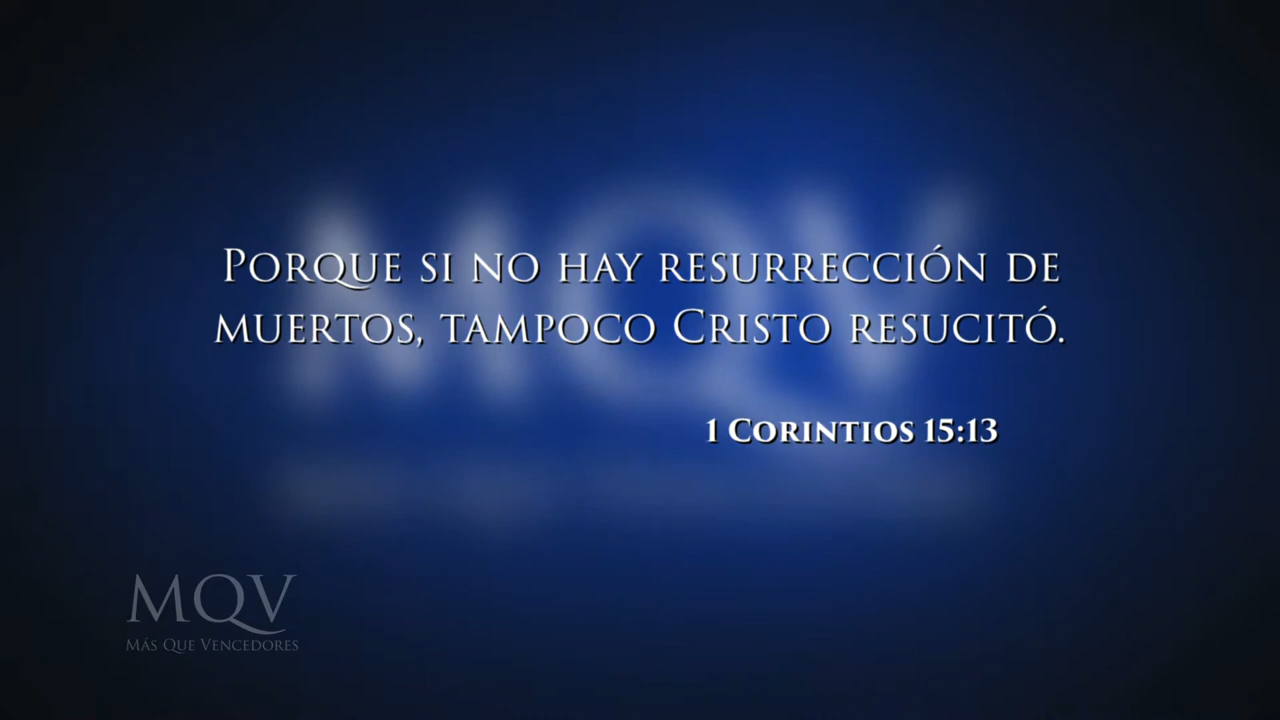 Porque si no hay resurrección de
muertos, tampoco Cristo resucitó.
1 Corintios 15:13
MQV
Más Que Vencedores